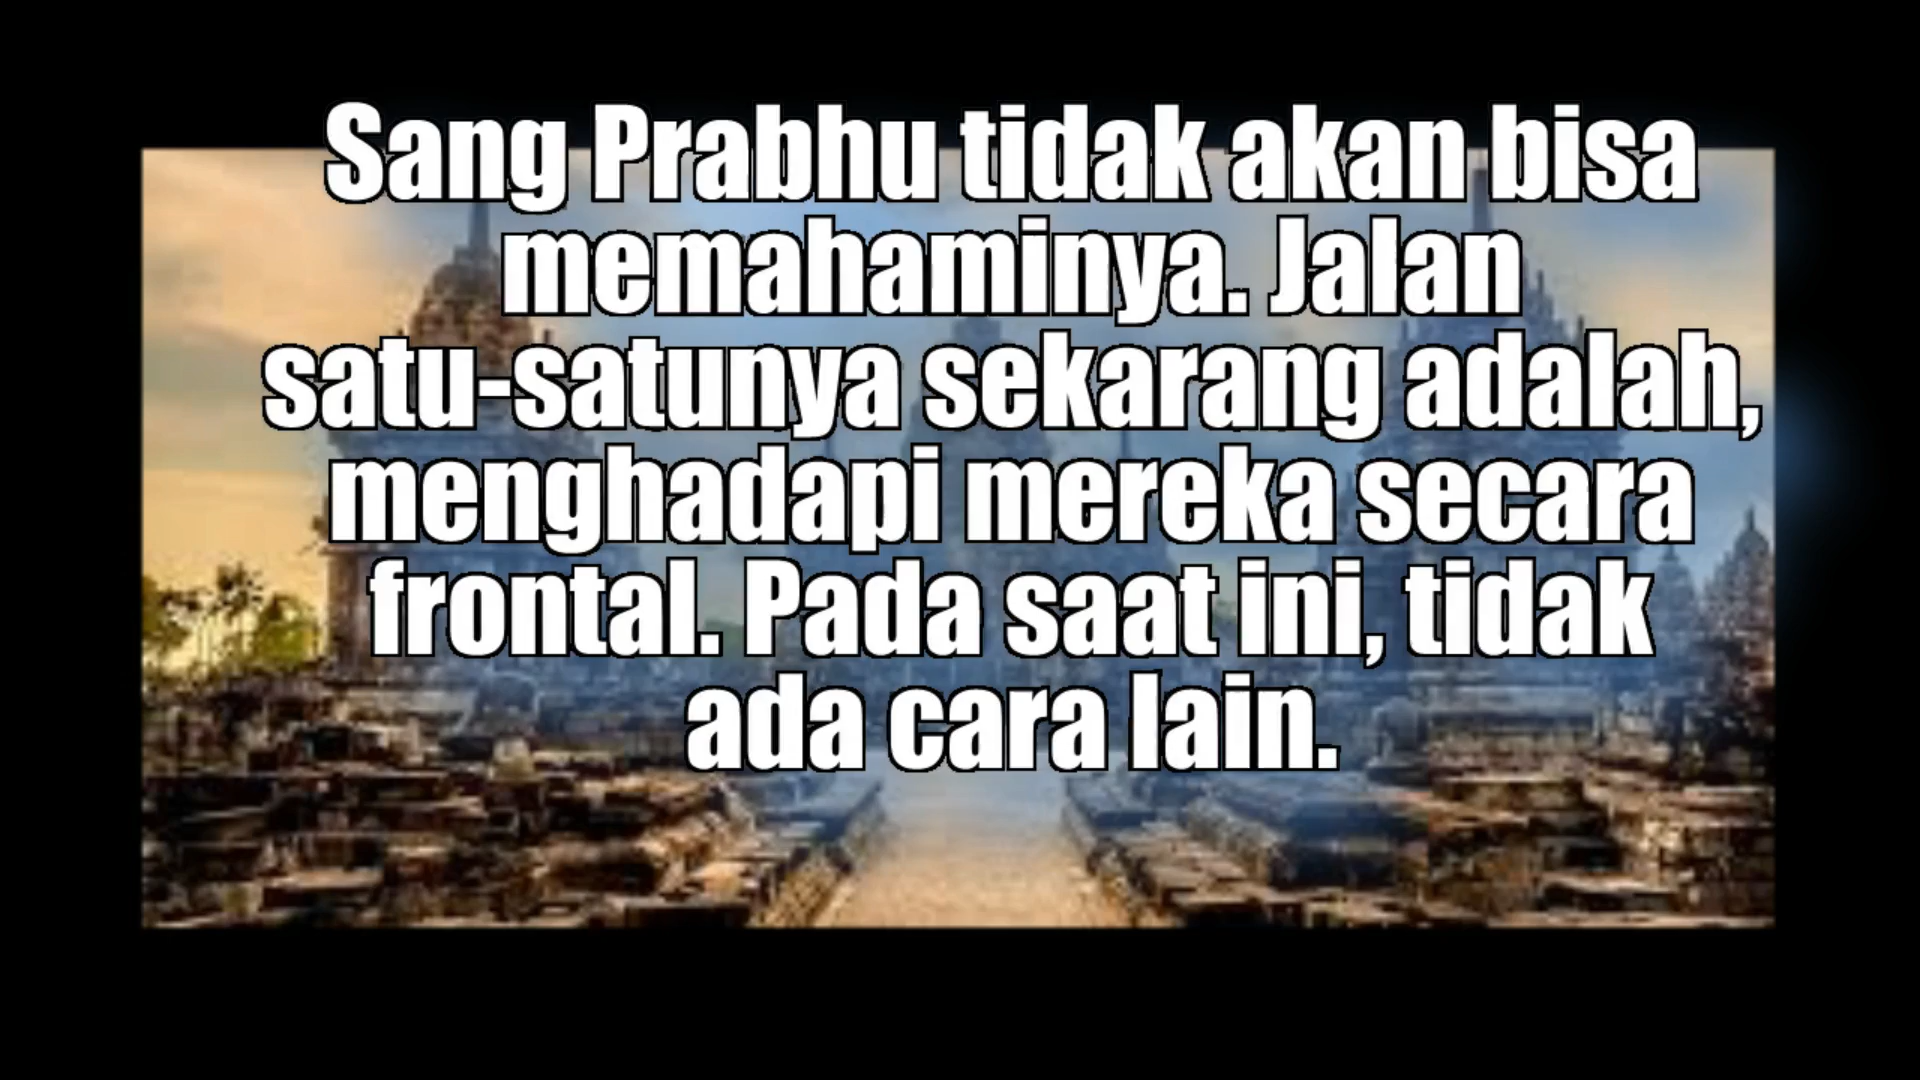 Sang Prabhu tidak akan bisa
memahaminya. Jalan
satu-satunya sekarang adalah,
menghadapi mereka secara
frontal. Pada saat ini, tidak
ada cara lain.